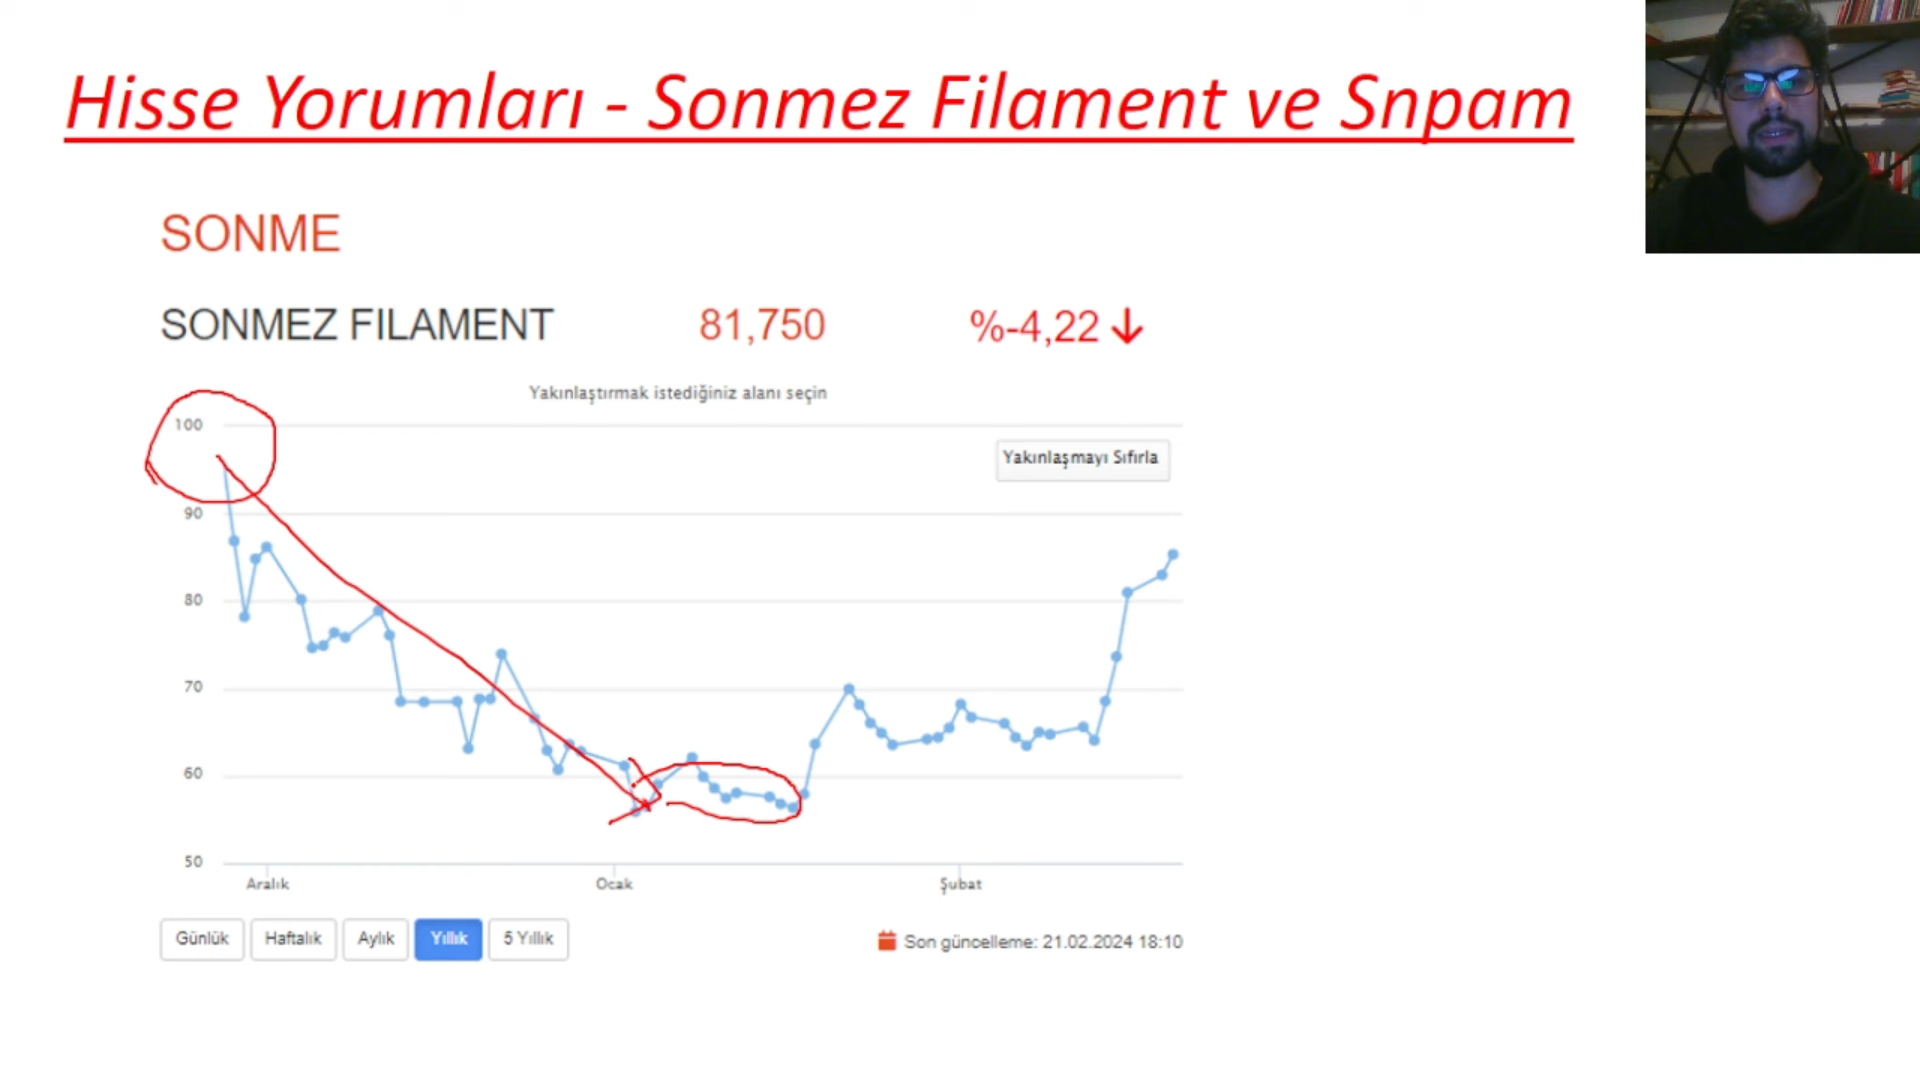 Hisse Yorumları - Sonmez Filament ve Snpam
SONME
SONMEZ FILAMENT 81,750 %-4,22
Yakınlaştırmak istediğiniz alanı seçin
Yakınlaşmayı Sıfırla
100
90
80
70
60
50
Aralık Ocak Şubat
Günlük Haftalık Aylık Yıllık 5 Yıllık Son güncelleme: 21.02.2024 18:10